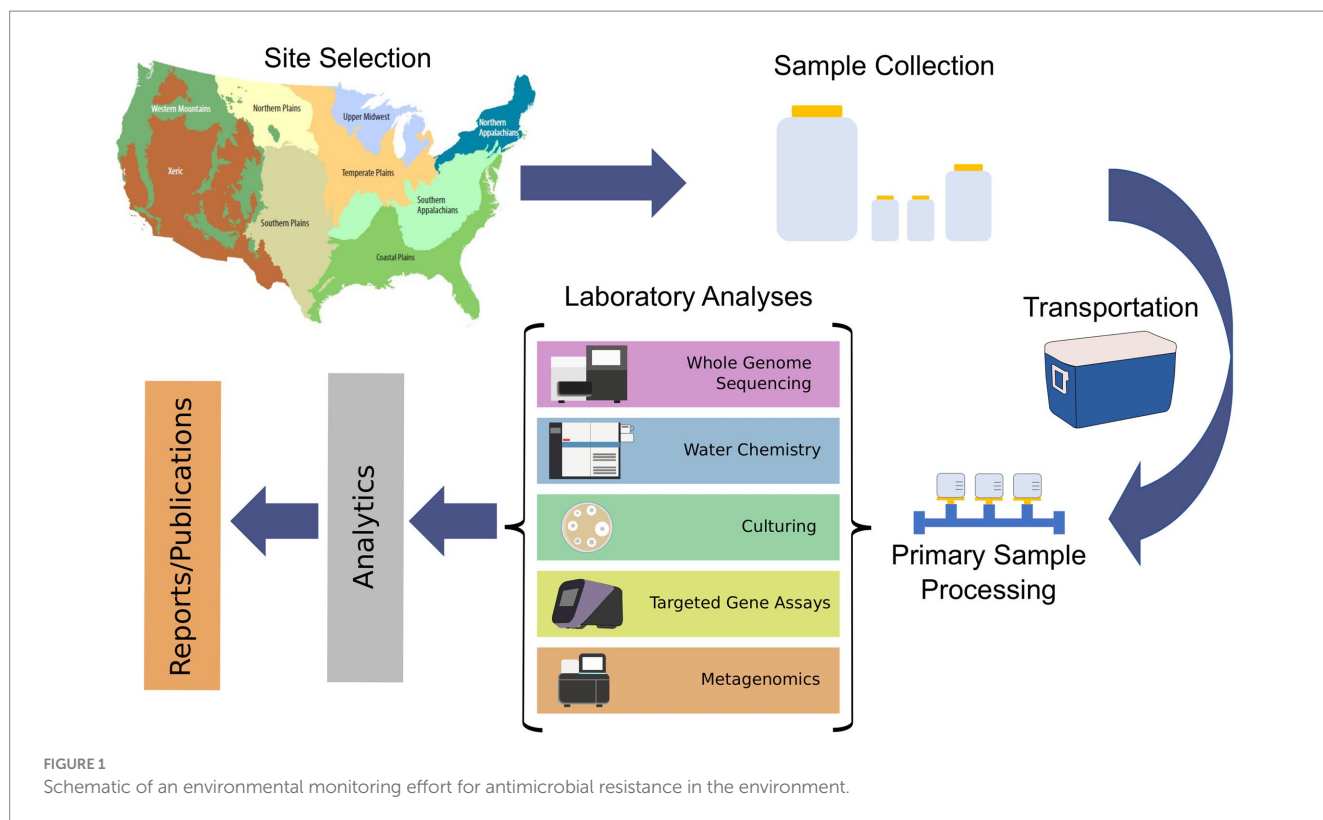 Site Selection
Western Mountains
Northern Plains
Upper Midwest
Northern
Appalachians
Xeric
Temperate Plains
Southern
Appalachians
Southern Plains
Coastal Plains
Sample Collection
Transportation
Primary Sample
Processing
Laboratory Analyses
Whole Genome
Sequencing
Water Chemistry
Culturing
Targeted Gene Assays
Metagenomics
Analytics
Reports/Publications
FIGURE 1
Schematic of an environmental monitoring effort for antimicrobial resistance in the environment.